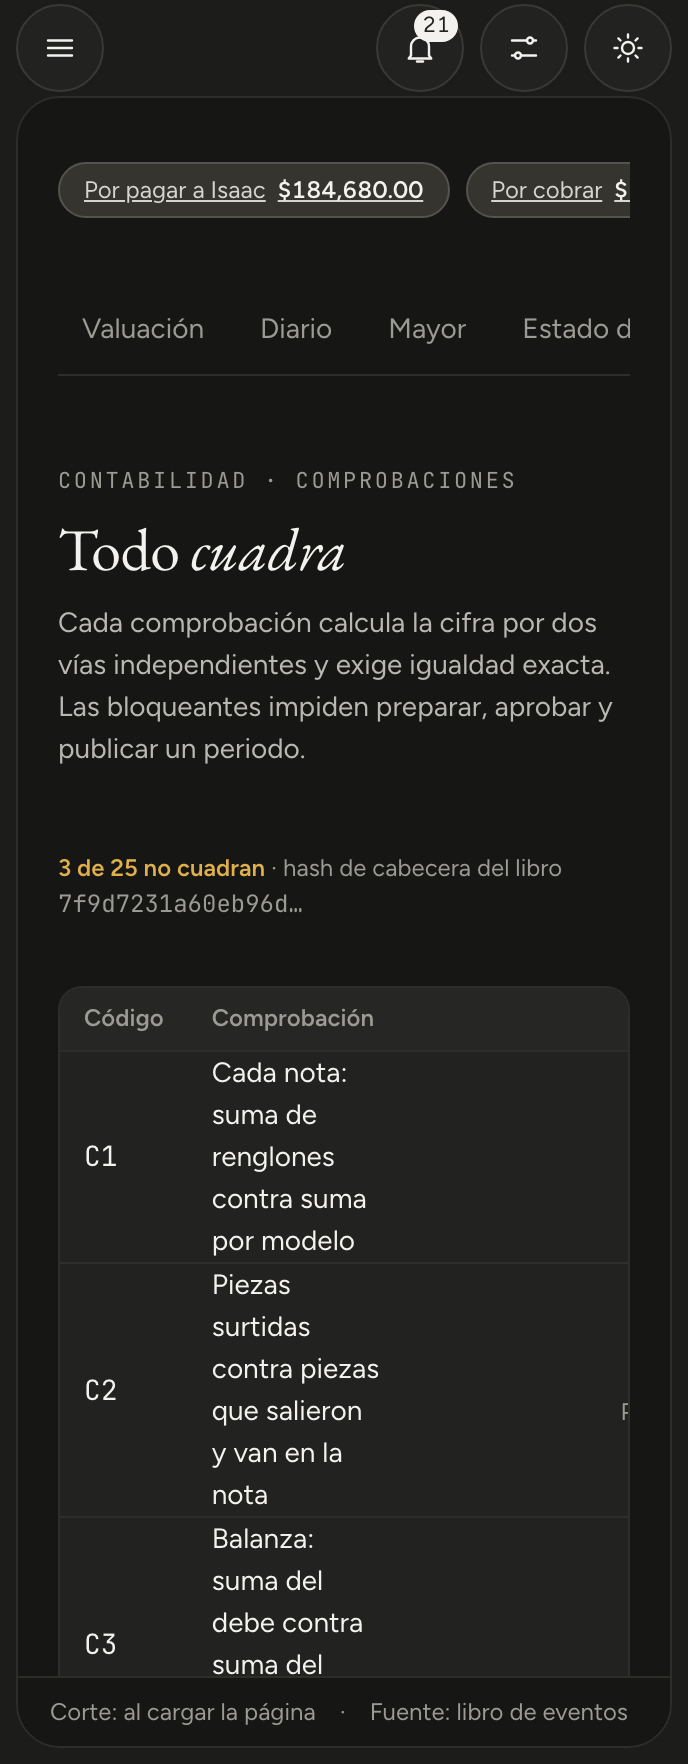 21
Por pagar a Isaac $184,680.00 Por cobrar $
Valuación Diario Mayor Estado d
CONTABILIDAD · COMPROBACIONES
Todo cuadra
Cada comprobación calcula la cifra por dos
vías independientes y exige igualdad exacta.
Las bloqueantes impiden preparar, aprobar y
publicar un periodo.
3 de 25 no cuadran · hash de cabecera del libro
7f9d7231a60eb96d…
Código Comprobación
Cada nota:
suma de
C1 renglones
contra suma
por modelo
Piezas
surtidas
contra piezas
C2 que salieron
y van en la
nota
Balanza:
suma del
debe contra
C3 suma del
Corte: al cargar la página · Fuente: libro de eventos